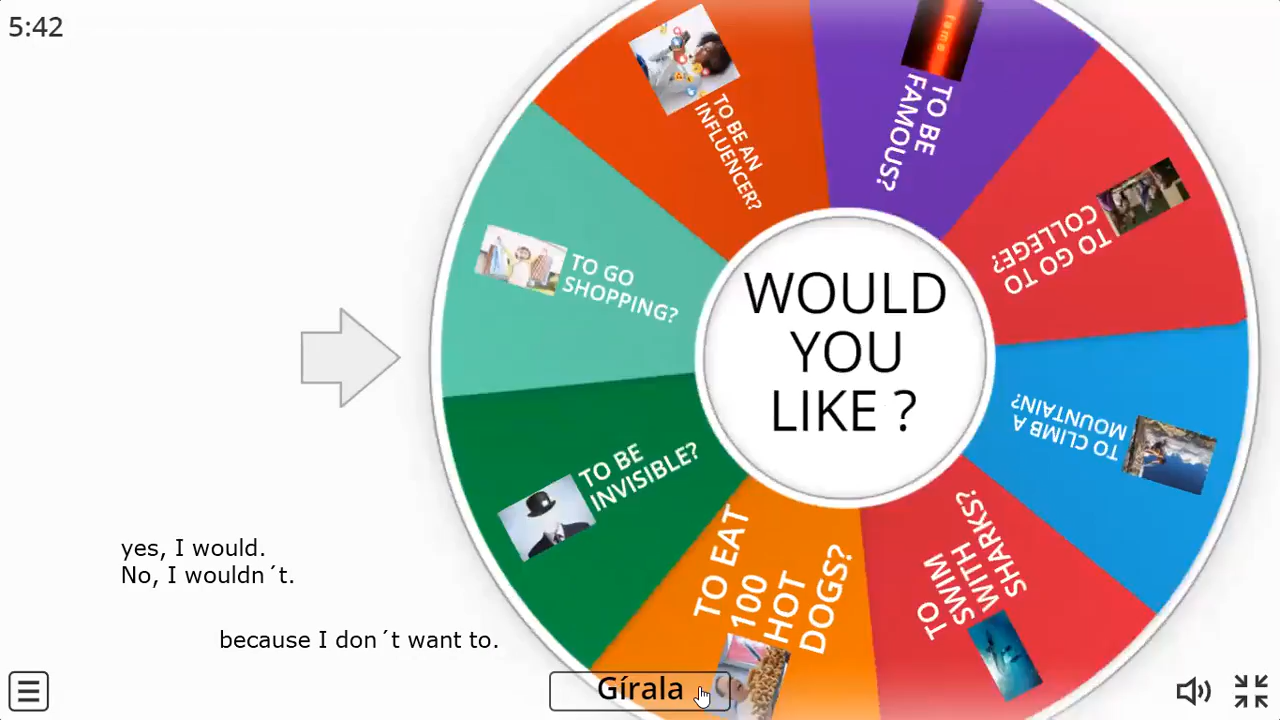 5:42
TO BE AN
INFLUENCER?
fame
TO BE
FAMOUS?
TO GO TO
COLLEGE?
TO GO
SHOPPING?
WOULD
YOU
LIKE ?
TO CLIMB A
MOUNTAIN?
TO BE
INVISIBLE?
TO EAT
100
HOT
DOGS?
TO
SWIM
WITH
SHARKS?
yes, I would.
No, I wouldn´t.
because I don´t want to.
Gírala